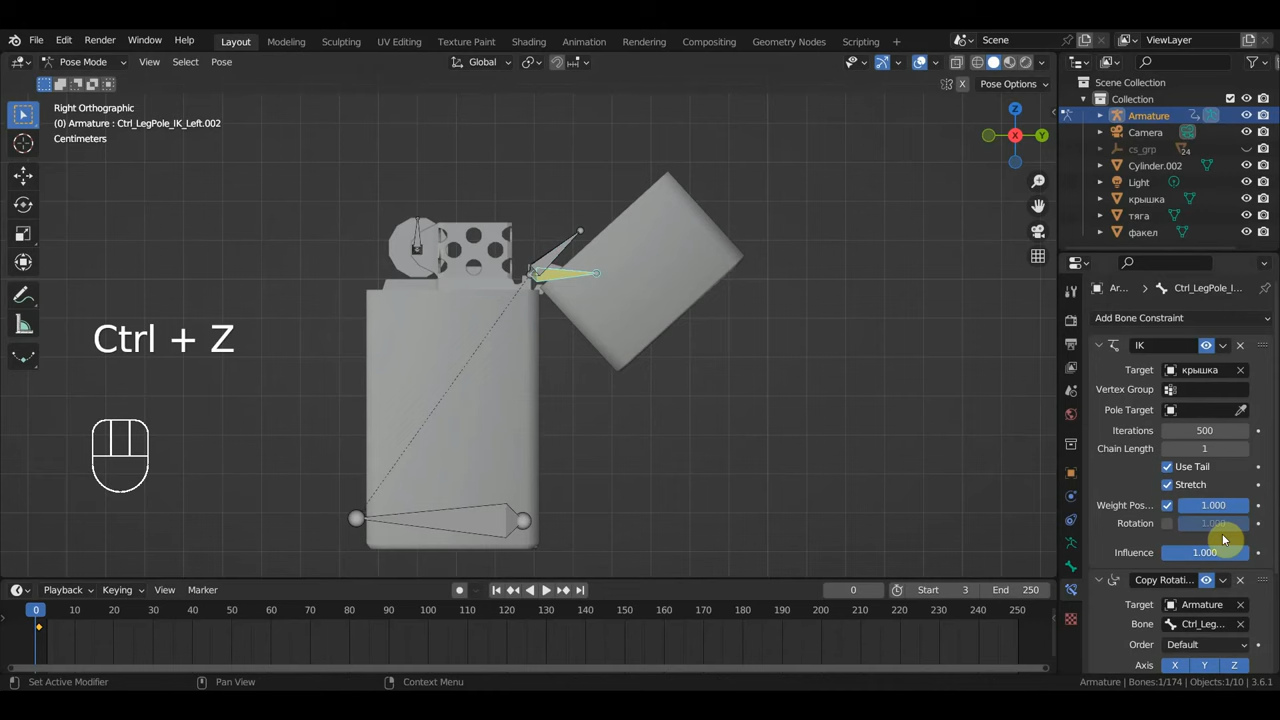 File Edit Render Window Help Layout Modeling Sculpting UV Editing Texture Paint Shading Animation Rendering Compositing Geometry Nodes Scripting + Scene ViewLayer
Pose Mode View Select Pose Global
X Pose Options
Right Orthographic
(0) Armature : Ctrl_LegPole_IK_Left.002
Centimeters
Z
X
Y
Ctrl + Z
Scene Collection
Collection
Armature
Camera
cs_grp 24
Cylinder.002
Light
крышка
тяга
факел
Ar... Ctrl_LegPole_I...
Add Bone Constraint
IK
Target крышка
Vertex Group
Pole Target
Iterations 500
Chain Length 1
Use Tail
Stretch
Weight Pos... 1.000
Rotation 1.000
Influence 1.000
Copy Rotati...
Target Armature
Bone Ctrl_Leg...
Order Default
Axis X Y Z
Playback Keying View Marker 0 Start 3 End 250
0 10 20 30 40 50 60 70 80 90 100 110 120 130 140 150 160 170 180 190 200 210 220 230 240 250
Set Active Modifier Pan View Context Menu Armature | Bones:1/174 | Objects:1/10 | 3.6.1